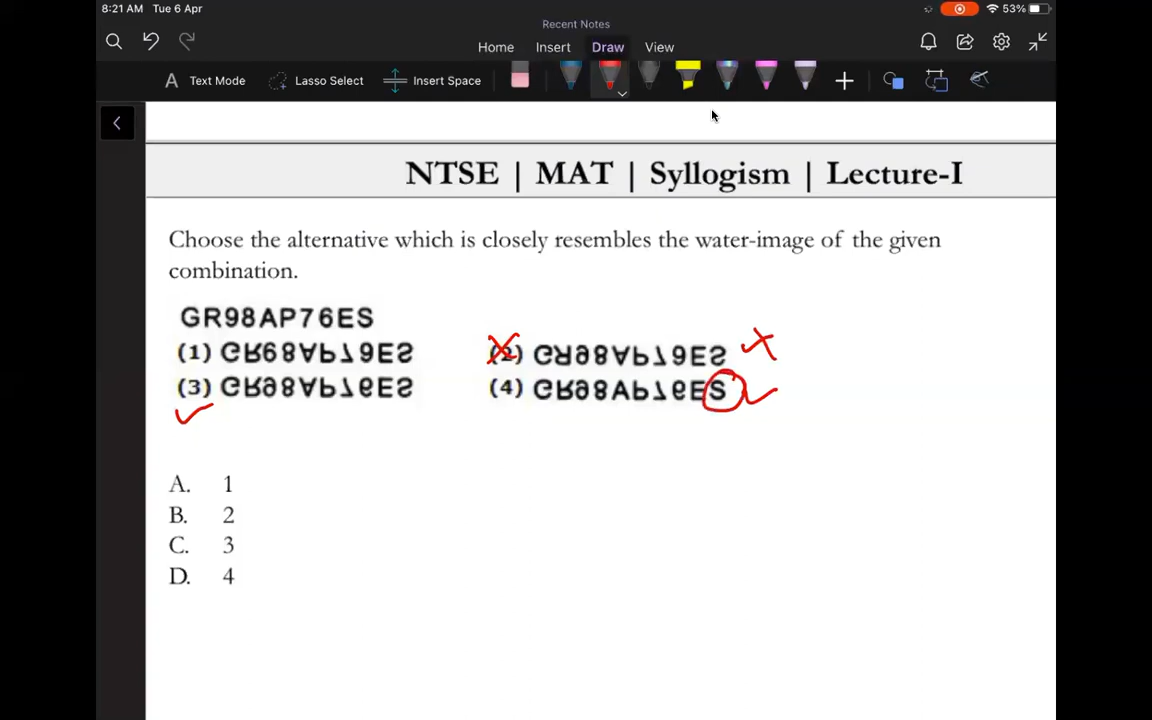 8:21 AM Tue 6 Apr
53%
Recent Notes
Home Insert Draw View
Text Mode Lasso Select Insert Space
NTSE | MAT | Syllogism | Lecture-I
Choose the alternative which is closely resembles the water-image of the given
combination.
GR98AP76ES
(1)
(2)
(3)
(4)
A. 1
B. 2
C. 3
D. 4